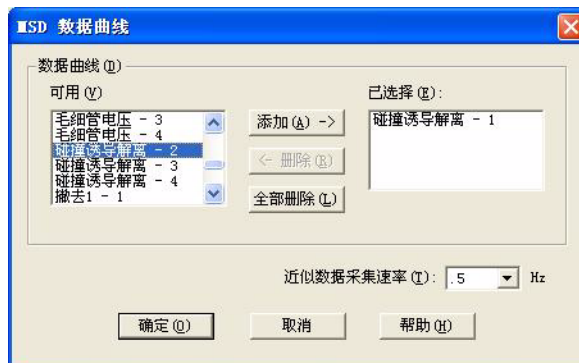 MSD 数据曲线
数据曲线(D)
可用(V)
已选择(E):
毛细管电压 - 3
毛细管电压 - 4
碰撞诱导解离 - 2
碰撞诱导解离 - 3
碰撞诱导解离 - 4
撤去1 - 1
添加(A) ->
<- 删除(R)
全部删除(L)
碰撞诱导解离 - 1
近似数据采集速率(T): .5 Hz
确定(O)
取消
帮助(H)